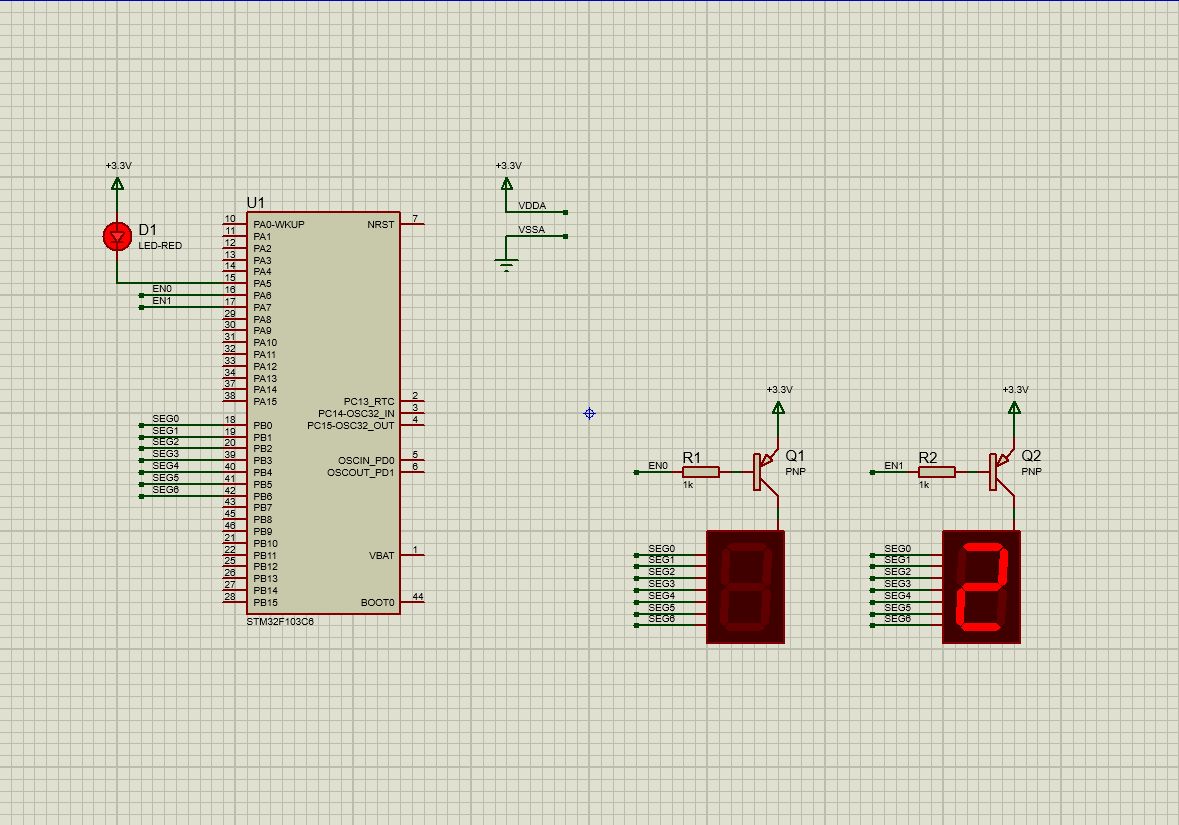 +3.3V
D1
LED-RED
U1
10 PA0-WKUP NRST 7
11 PA1
12 PA2
13 PA3
14 PA4
15 PA5
EN0 16 PA6
EN1 17 PA7
29 PA8
30 PA9
31 PA10
32 PA11
33 PA12
34 PA13
37 PA14
38 PA15 PC13_RTC 2
PC14-OSC32_IN 3
SEG0 18 PB0 PC15-OSC32_OUT 4
SEG1 19 PB1
SEG2 20 PB2
SEG3 39 PB3 OSCIN_PD0 5
SEG4 40 PB4 OSCOUT_PD1 6
SEG5 41 PB5
SEG6 42 PB6
43 PB7
45 PB8
46 PB9
21 PB10
22 PB11 VBAT 1
25 PB12
26 PB13
27 PB14
28 PB15 BOOT0 44
STM32F103C6
+3.3V
VDDA
VSSA
+3.3V
EN0
R1
1k
Q1
PNP
SEG0
SEG1
SEG2
SEG3
SEG4
SEG5
SEG6
+3.3V
EN1
R2
1k
Q2
PNP
SEG0
SEG1
SEG2
SEG3
SEG4
SEG5
SEG6
2